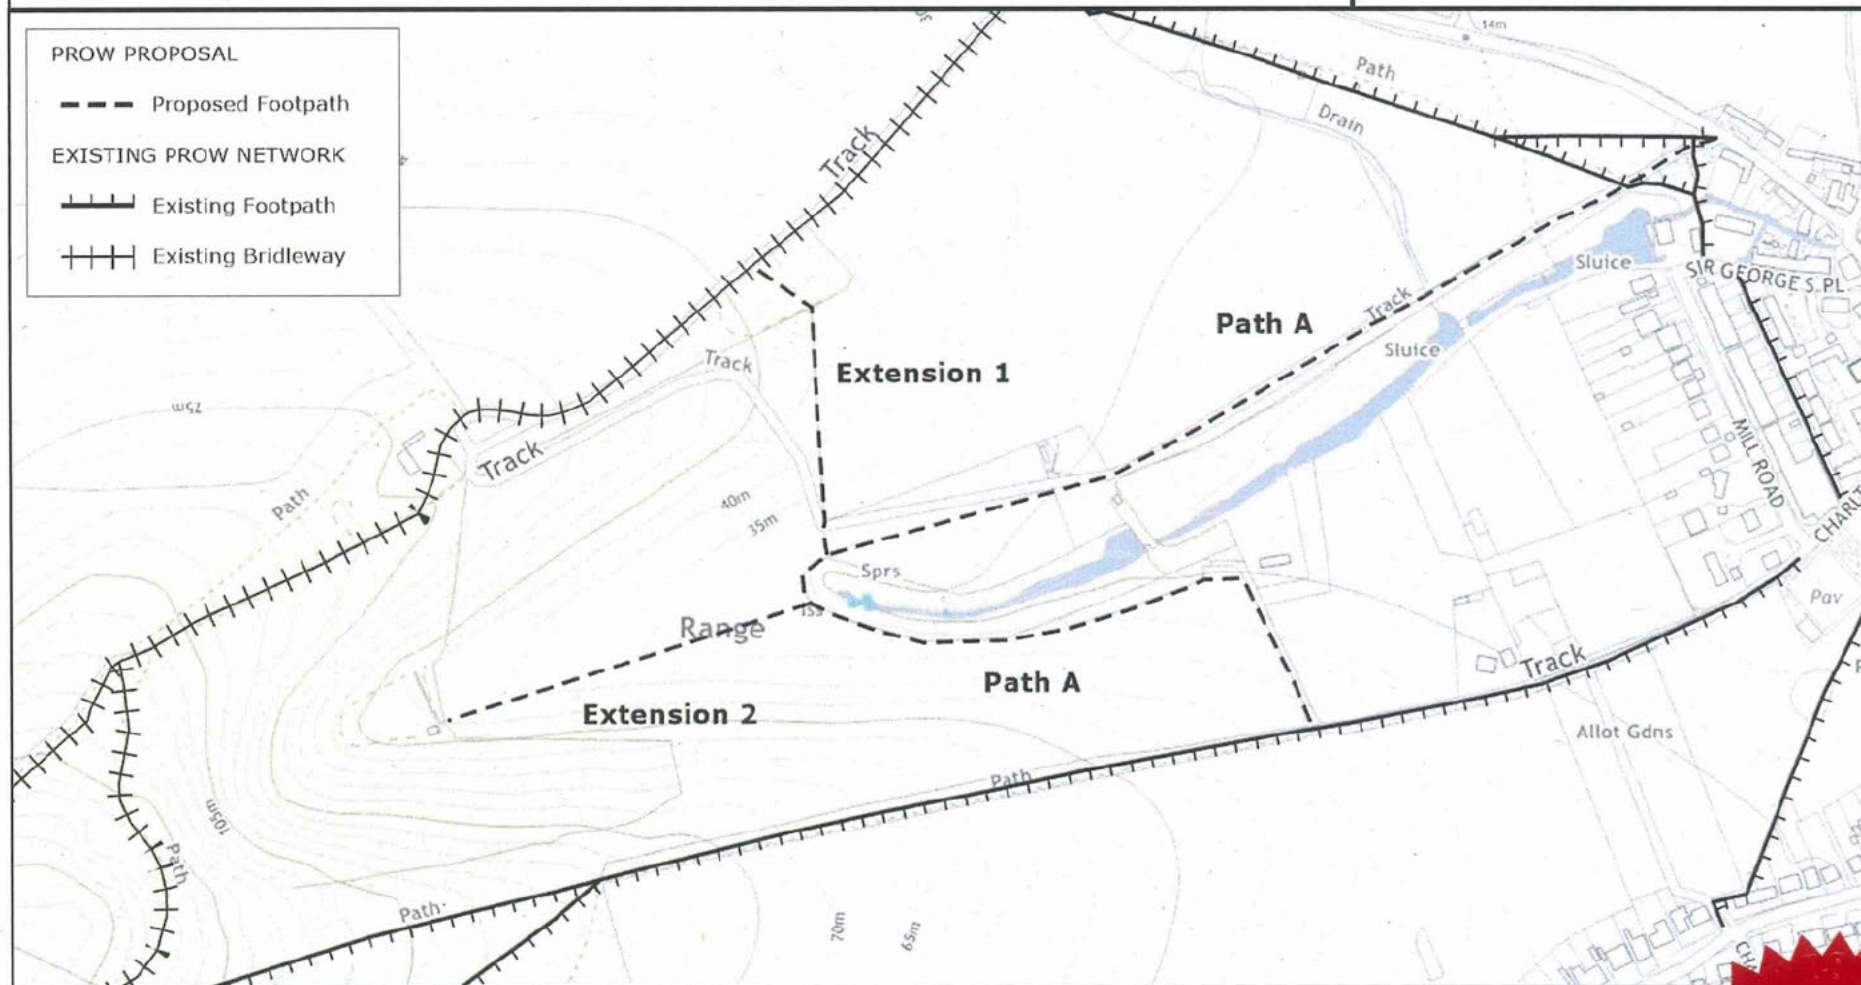 PROW PROPOSAL
Proposed Footpath
EXISTING PROW NETWORK
Existing Footpath
Existing Bridleway
14m
Path
Drain
Track
Sluice
SIR GEORGE S PL
Path A
Track
Sluice
Extension 1
Track
75m
Track
MILL ROAD
Path
40m
35m
Sprs
Iss
Range
Pav
Track
Path A
Extension 2
Allot Gdns
Path
105m
Path
Path
70m
65m